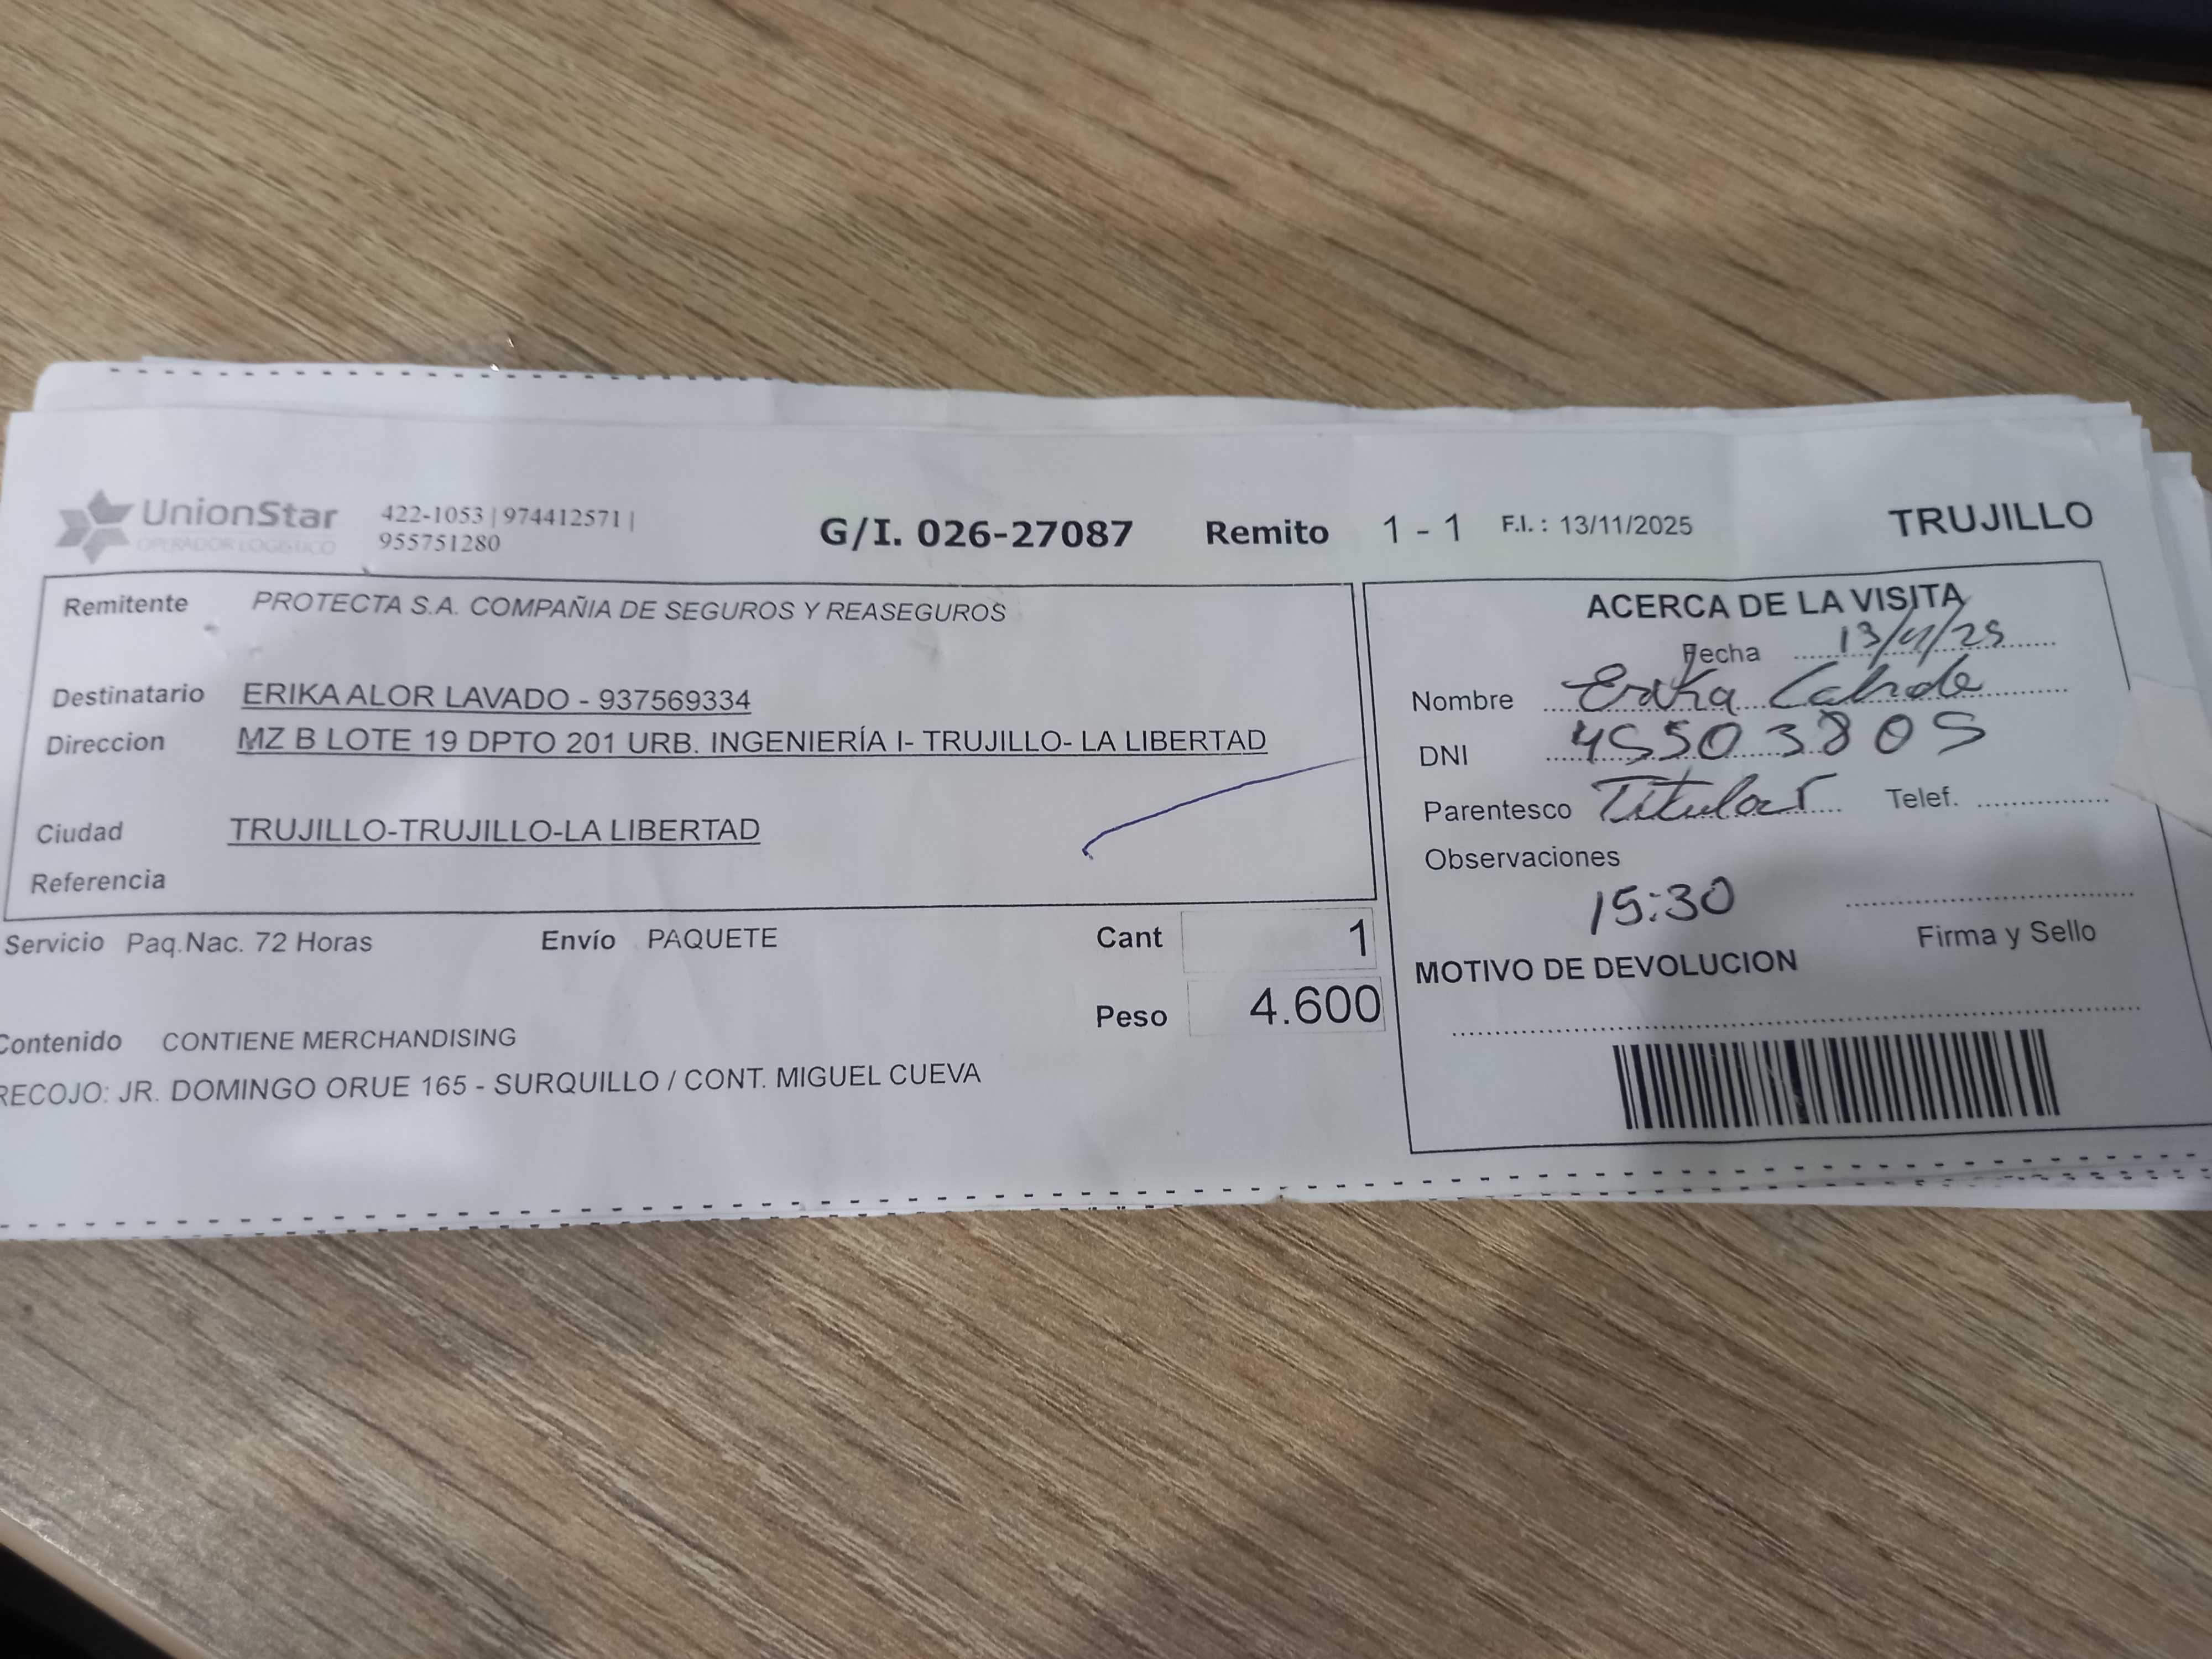 UnionStar
OPERADOR LOGISTICO
422-1053 | 974412571 |
955751280
G/I. 026-27087 Remito 1 - 1 F.I. : 13/11/2025 TRUJILLO
Remitente PROTECTA S.A. COMPAÑIA DE SEGUROS Y REASEGUROS
Destinatario ERIKA ALOR LAVADO - 937569334
Direccion MZ B LOTE 19 DPTO 201 URB. INGENIERÍA I- TRUJILLO- LA LIBERTAD
Ciudad TRUJILLO-TRUJILLO-LA LIBERTAD
Referencia
Servicio Paq.Nac. 72 Horas Envío PAQUETE Cant 1
Peso 4.600
Contenido CONTIENE MERCHANDISING
RECOJO: JR. DOMINGO ORUE 165 - SURQUILLO / CONT. MIGUEL CUEVA
ACERCA DE LA VISITA
Fecha 13/11/25
Nombre Erika
DNI 45503805
Parentesco Titular Telef.
Observaciones
15:30
Firma y Sello
MOTIVO DE DEVOLUCION